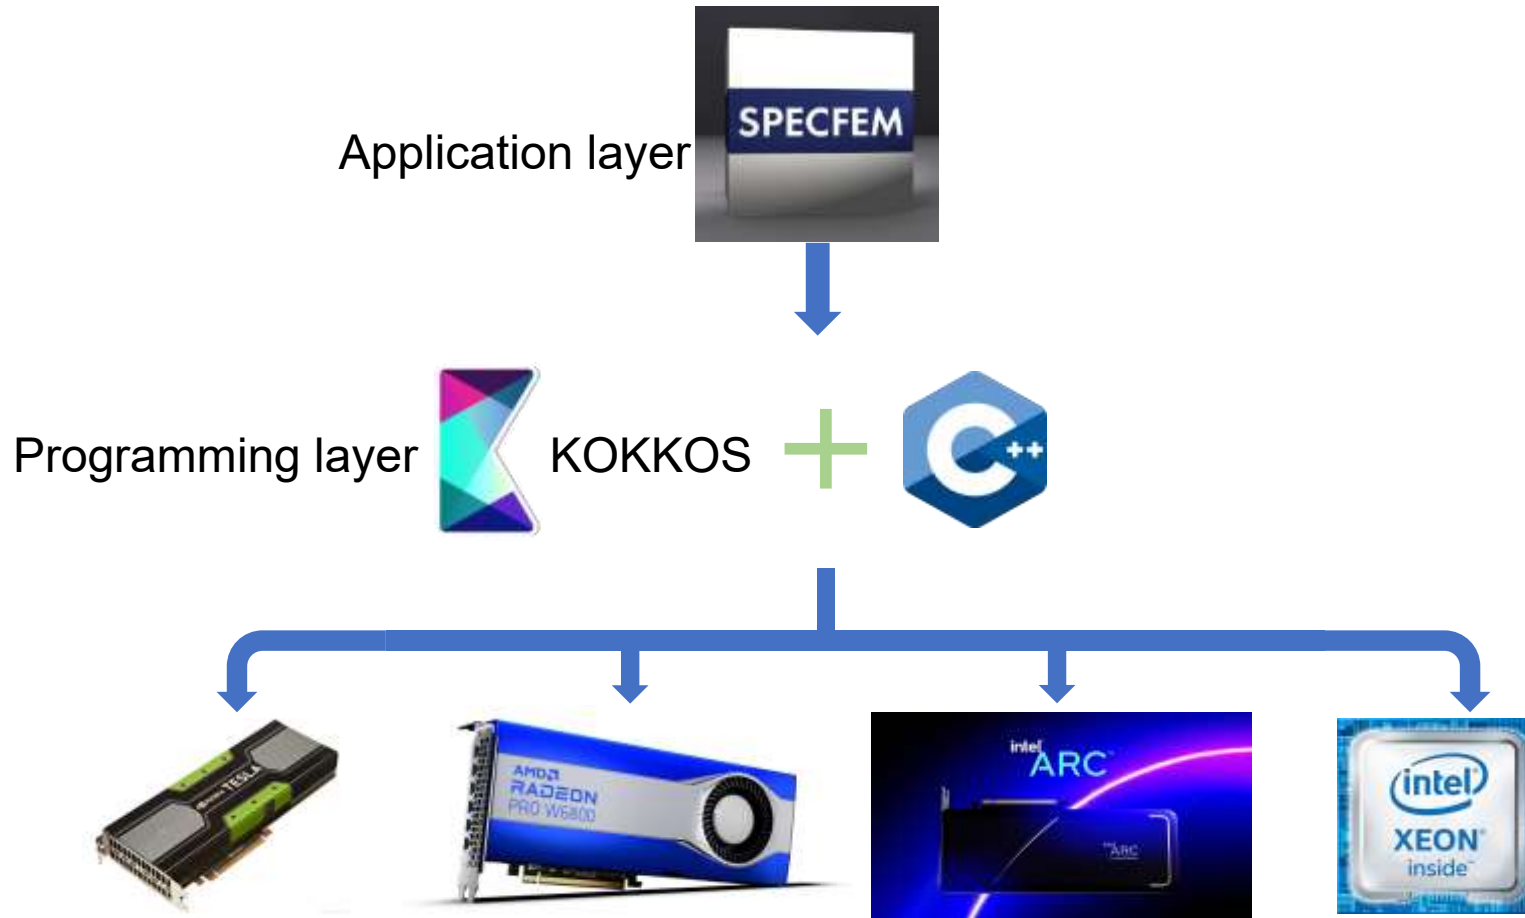 SPECFEM
Application layer
Programming layer
KOKKOS
C++
TESLA
AMD
RADEON
PRO W6800
intel
ARC
ARC
intel
XEON
inside